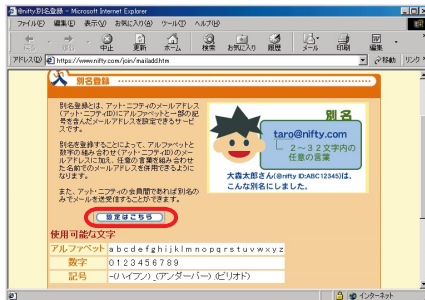 @nifty:別名登録 - Microsoft Internet Explorer
ファイル(F) 編集(E) 表示(V) お気に入り(A) ツール(T) ヘルプ(H)
戻る 進む 中止 更新 ホーム 検索 お気に入り 履歴 メール 印刷 編集
アドレス(D) https://www.nifty.com/join/mailadd.htm 移動 リンク
別名登録
別名登録とは、アット・ニフティのメールアドレス
(アット・ニフティID)にアルファベットと一部の記
号を含んだメールアドレスを設定できるサービ
スです。
別名を登録することによって、アルファベットと
数字の組み合わせ(アット・ニフティID)のメー
ルアドレスに加え、任意の言葉を組み合わせ
た名前でのメールアドレスを併用できるように
なります。
また、アット・ニフティの会員間であれば別名の
みでメールを送受信することができます。
別名
taro@nifty.com
2~32文字内の
任意の言葉
大森太郎さん(@nifty ID:ABC12345)は、
こんな別名にしました。
設定はこちら
使用可能な文字
アルファベット a b c d e f g h i j k l m n o p q r s t u v w x y z
数字 0 1 2 3 4 5 6 7 8 9
記号 -(ハイフン) _(アンダーバー) .(ピリオド)
インターネット